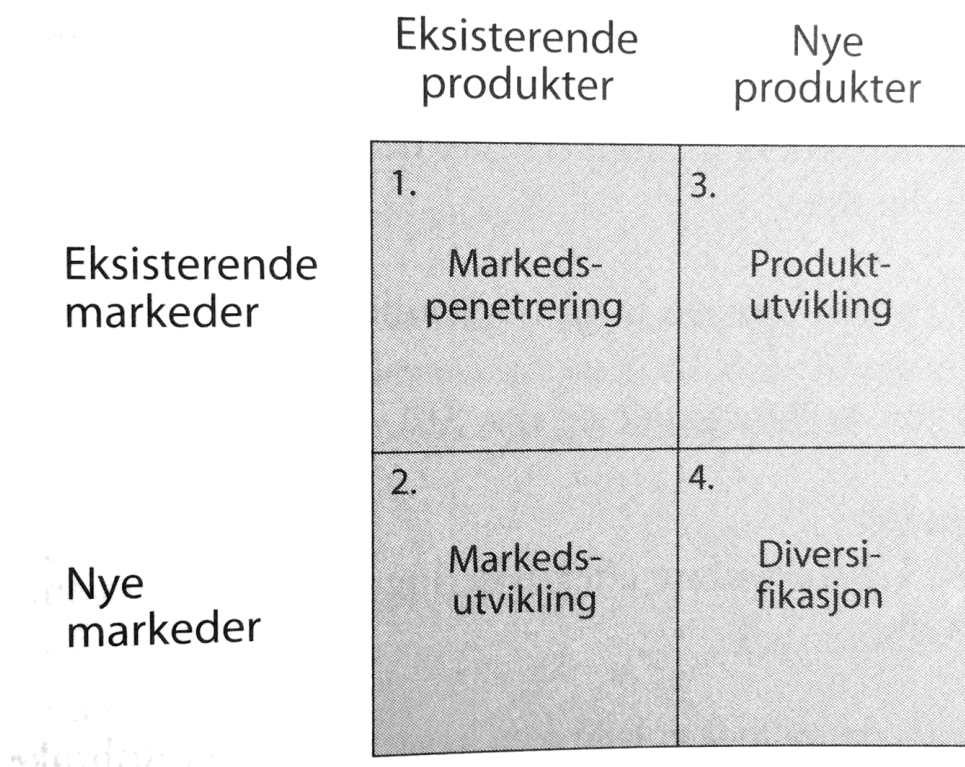 Eksisterende
produkter
Nye
produkter
Eksisterende
markeder
1.
Markeds-
penetrering
3.
Produkt-
utvikling
Nye
markeder
2.
Markeds-
utvikling
4.
Diversi-
fikasjon